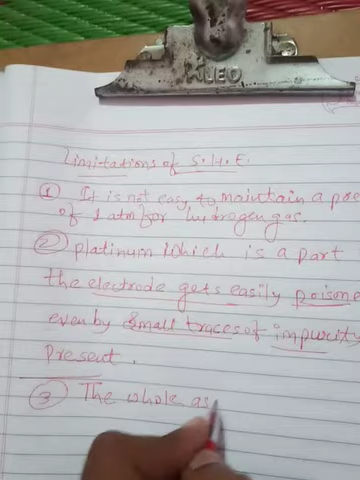 KLEO
Limitations of S.H.E.
① It is not easy to maintain a pre
of 1 atm for hydrogen gas.
② platinum which is a part
the electrode gets easily poisone
even by small traces of impurity
present.
③ The whole as